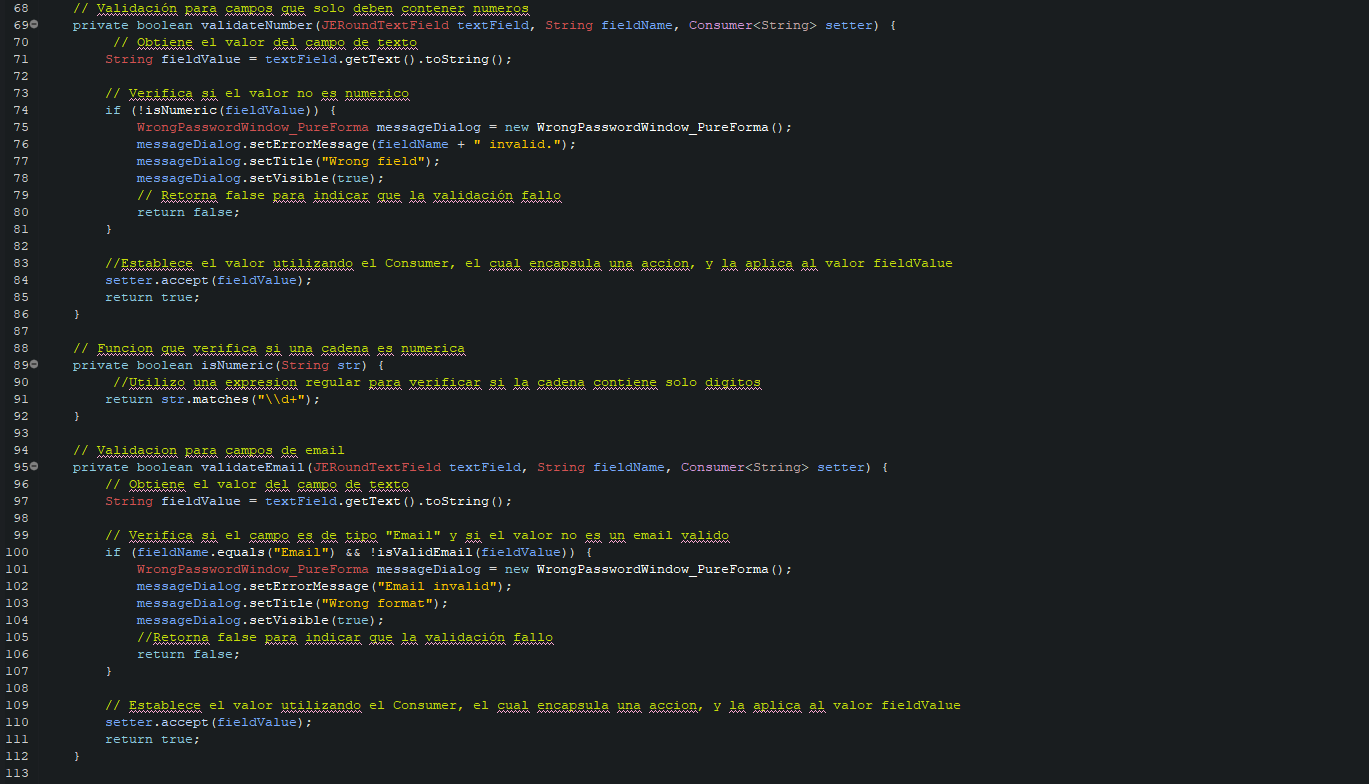 68 // Validación para campos que solo deben contener numeros
69 private boolean validateNumber(JERoundTextField textField, String fieldName, Consumer<String> setter) {
70 // Obtiene el valor del campo de texto
71 String fieldValue = textField.getText().toString();
72
73 // Verifica si el valor no es numerico
74 if (!isNumeric(fieldValue)) {
75 WrongPasswordWindow_PureForma messageDialog = new WrongPasswordWindow_PureForma();
76 messageDialog.setErrorMessage(fieldName + " invalid.");
77 messageDialog.setTitle("Wrong field");
78 messageDialog.setVisible(true);
79 // Retorna false para indicar que la validación fallo
80 return false;
81 }
82
83 //Establece el valor utilizando el Consumer, el cual encapsula una accion, y la aplica al valor fieldValue
84 setter.accept(fieldValue);
85 return true;
86 }
87
88 // Funcion que verifica si una cadena es numerica
89 private boolean isNumeric(String str) {
90 //Utilizo una expresion regular para verificar si la cadena contiene solo digitos
91 return str.matches("\\d+");
92 }
93
94 // Validacion para campos de email
95 private boolean validateEmail(JERoundTextField textField, String fieldName, Consumer<String> setter) {
96 // Obtiene el valor del campo de texto
97 String fieldValue = textField.getText().toString();
98
99 // Verifica si el campo es de tipo "Email" y si el valor no es un email valido
100 if (fieldName.equals("Email") && !isValidEmail(fieldValue)) {
101 WrongPasswordWindow_PureForma messageDialog = new WrongPasswordWindow_PureForma();
102 messageDialog.setErrorMessage("Email invalid");
103 messageDialog.setTitle("Wrong format");
104 messageDialog.setVisible(true);
105 //Retorna false para indicar que la validación fallo
106 return false;
107 }
108
109 // Establece el valor utilizando el Consumer, el cual encapsula una accion, y la aplica al valor fieldValue
110 setter.accept(fieldValue);
111 return true;
112 }
113